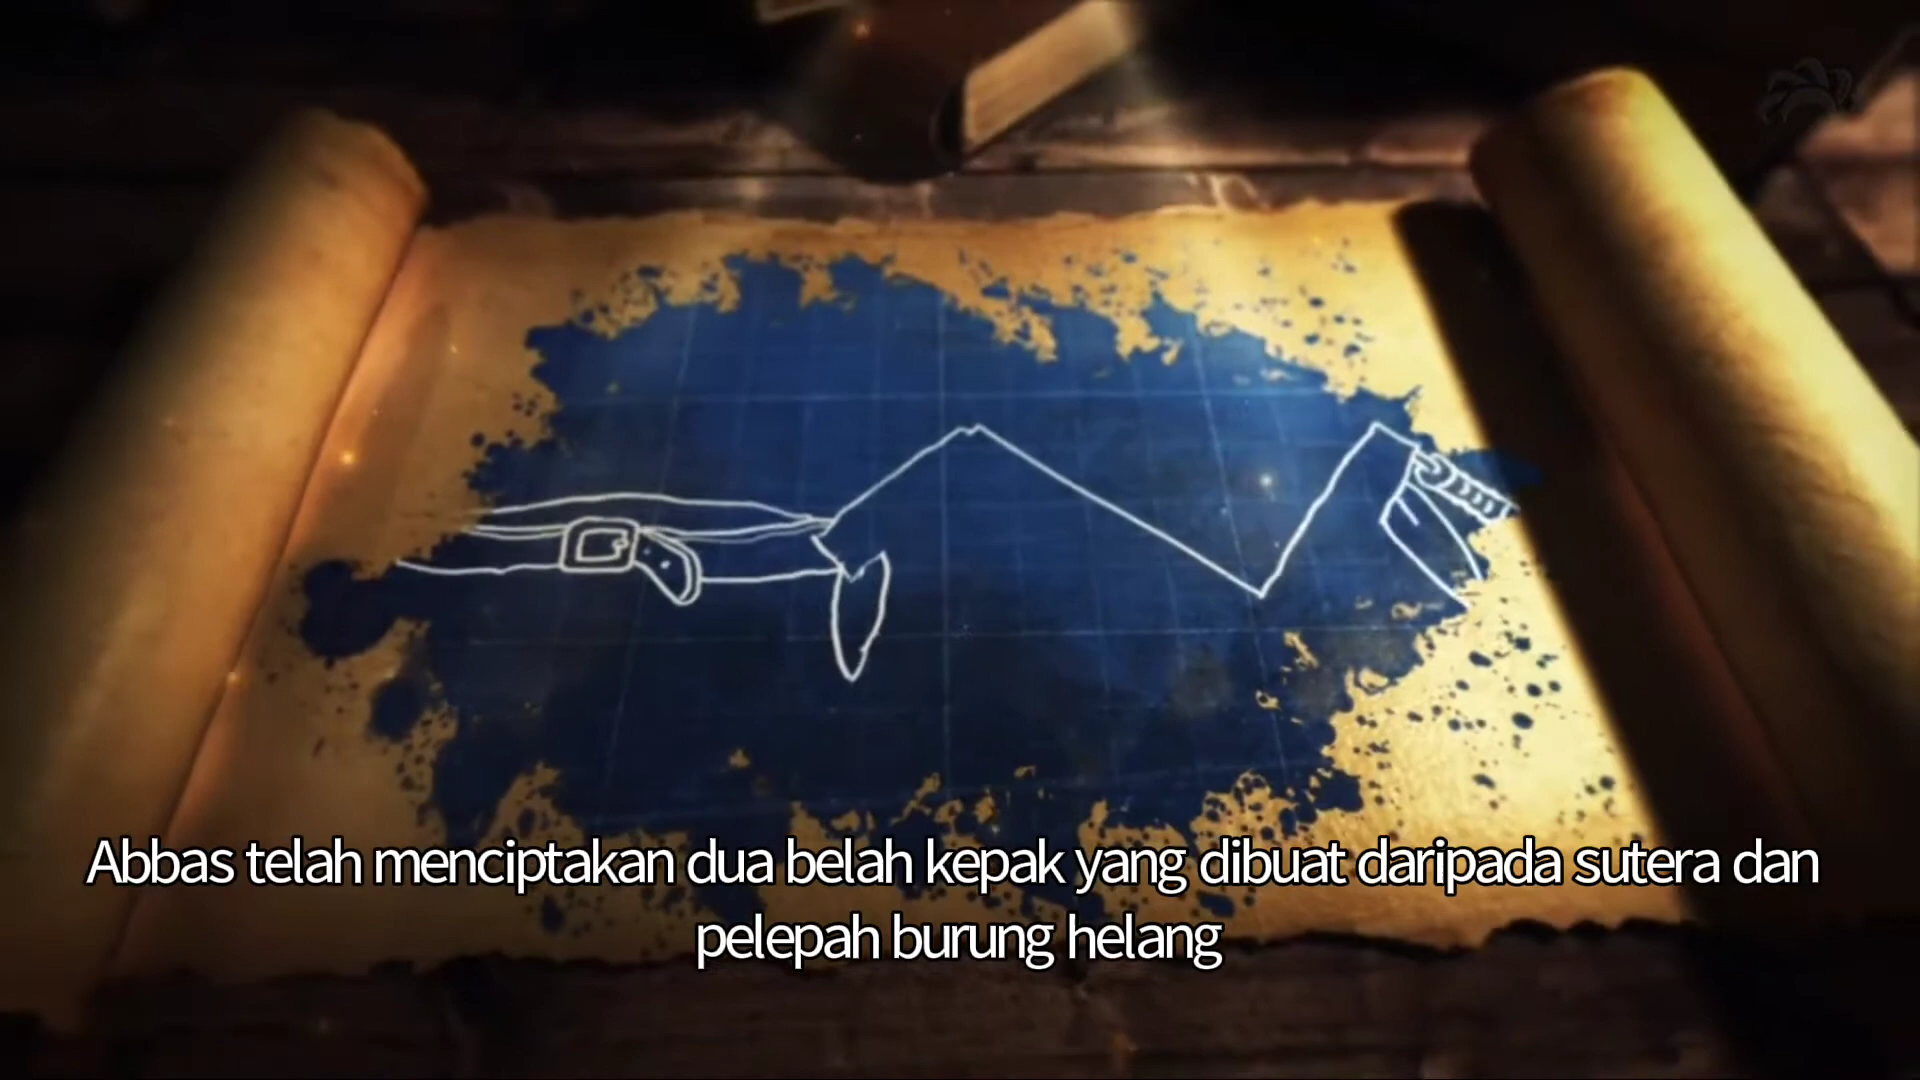 Abbas telah menciptakan dua belah kepak yang dibuat daripada sutera dan
pelepah burung helang